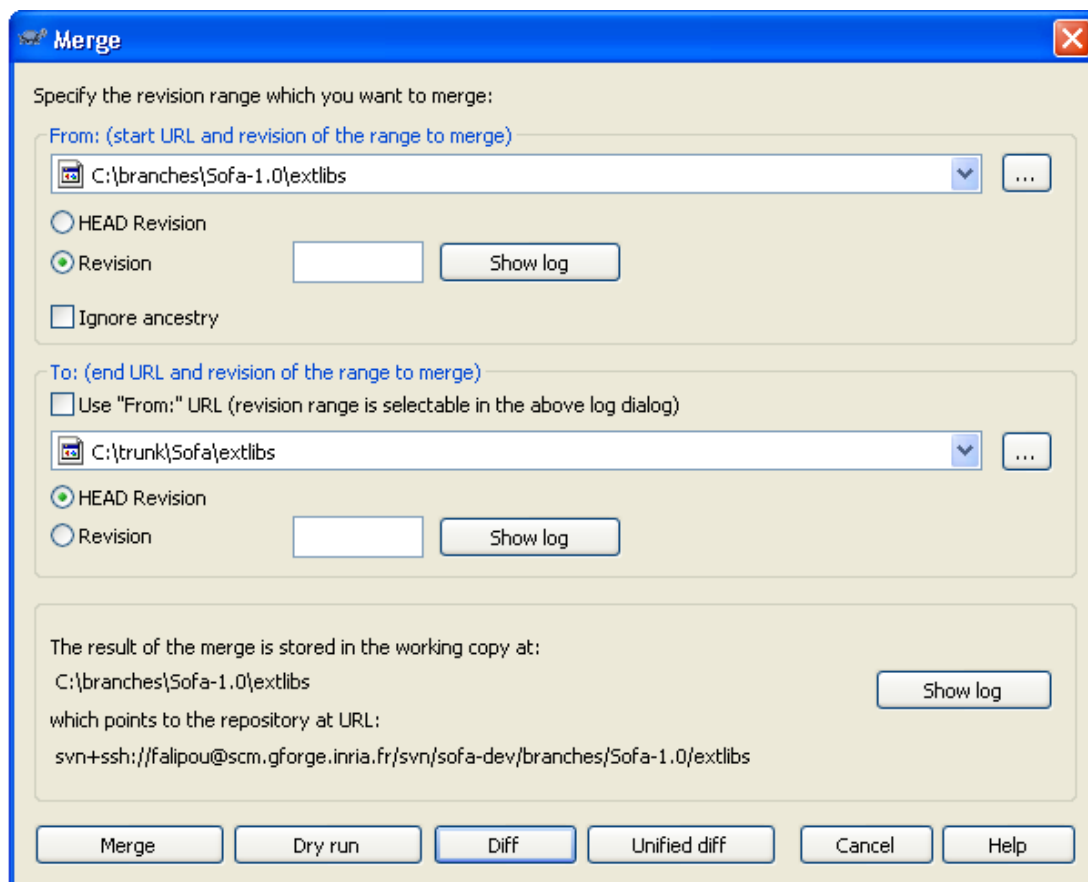 Merge
Specify the revision range which you want to merge:
From: (start URL and revision of the range to merge)
C:\branches\Sofa-1.0\extlibs
...
HEAD Revision
Revision
Show log
Ignore ancestry
To: (end URL and revision of the range to merge)
Use "From:" URL (revision range is selectable in the above log dialog)
C:\trunk\Sofa\extlibs
...
HEAD Revision
Revision
Show log
The result of the merge is stored in the working copy at:
C:\branches\Sofa-1.0\extlibs
Show log
which points to the repository at URL:
svn+ssh://falipou@scm.gforge.inria.fr/svn/sofa-dev/branches/Sofa-1.0/extlibs
Merge Dry run Diff Unified diff Cancel Help